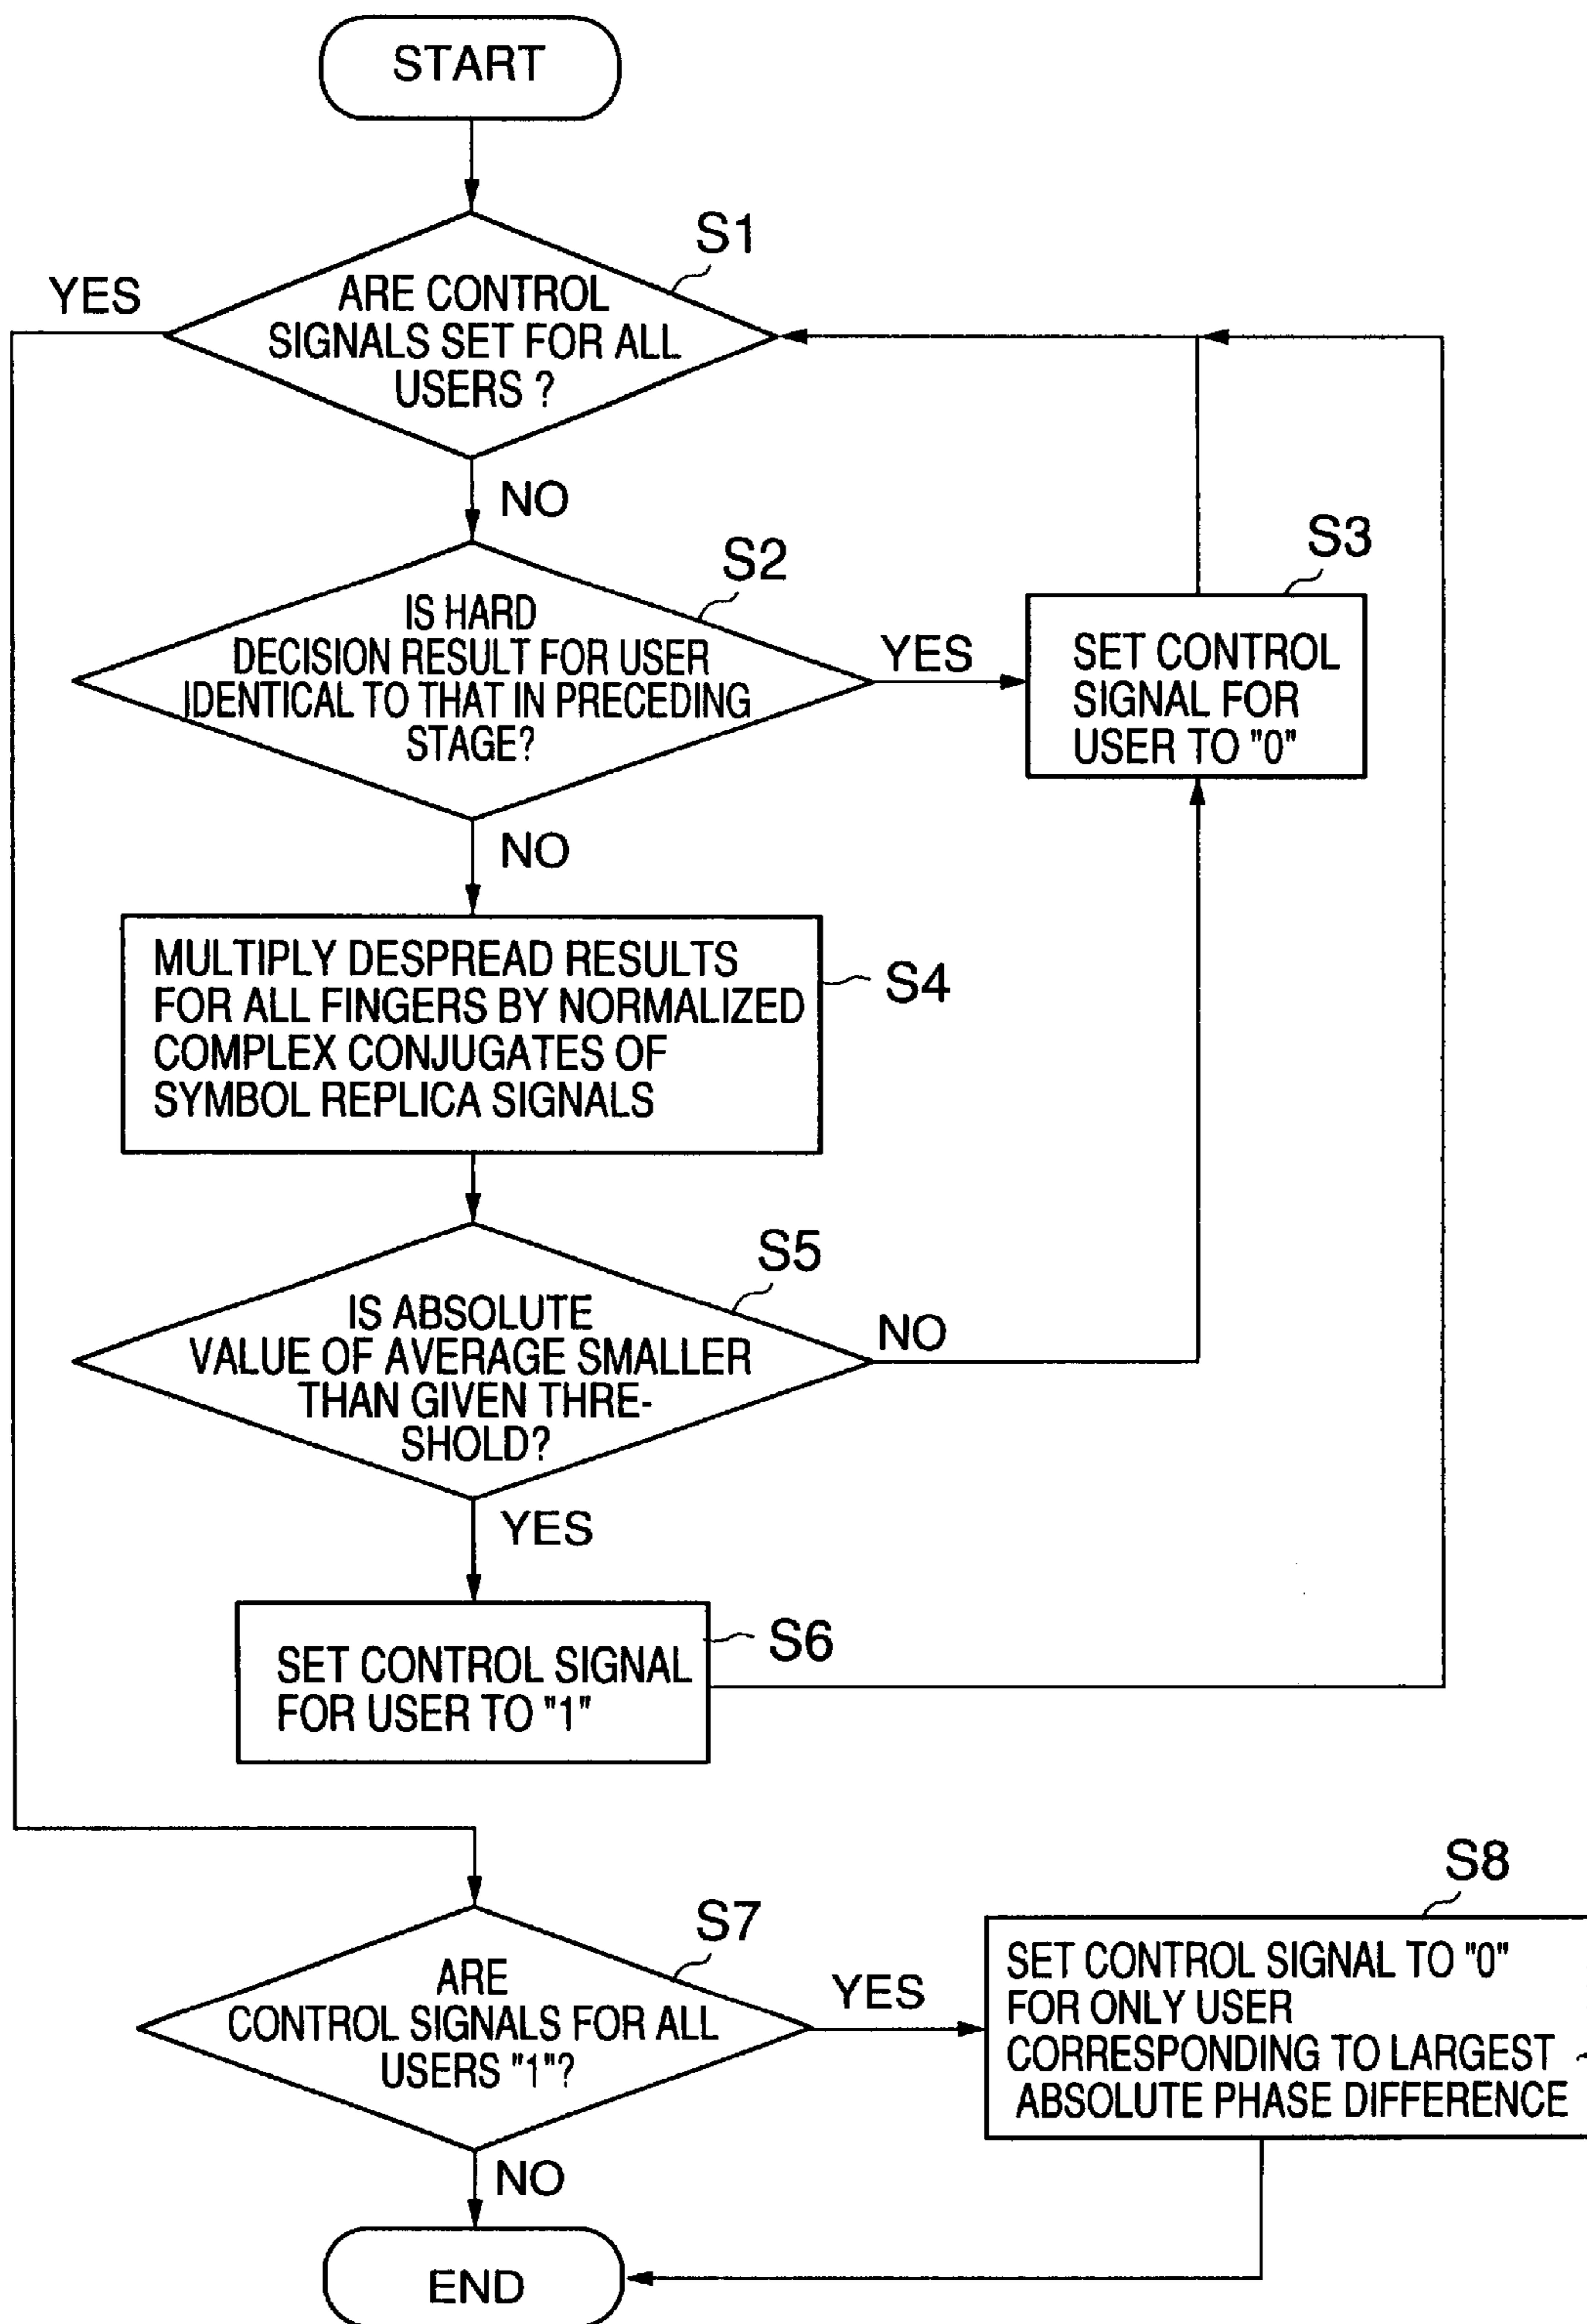 START
S1
YES
ARE CONTROL
SIGNALS SET FOR ALL
USERS ?
NO
S2
IS HARD
DECISION RESULT FOR USER
IDENTICAL TO THAT IN PRECEDING
STAGE?
YES
S3
SET CONTROL
SIGNAL FOR
USER TO "0"
NO
MULTIPLY DESPREAD RESULTS
FOR ALL FINGERS BY NORMALIZED
COMPLEX CONJUGATES OF
SYMBOL REPLICA SIGNALS
S4
S5
IS ABSOLUTE
VALUE OF AVERAGE SMALLER
THAN GIVEN THRE-
SHOLD?
NO
YES
S6
SET CONTROL SIGNAL
FOR USER TO "1"
S7
ARE
CONTROL SIGNALS FOR ALL
USERS "1"?
YES
S8
SET CONTROL SIGNAL TO "0"
FOR ONLY USER
CORRESPONDING TO LARGEST
ABSOLUTE PHASE DIFFERENCE
NO
END